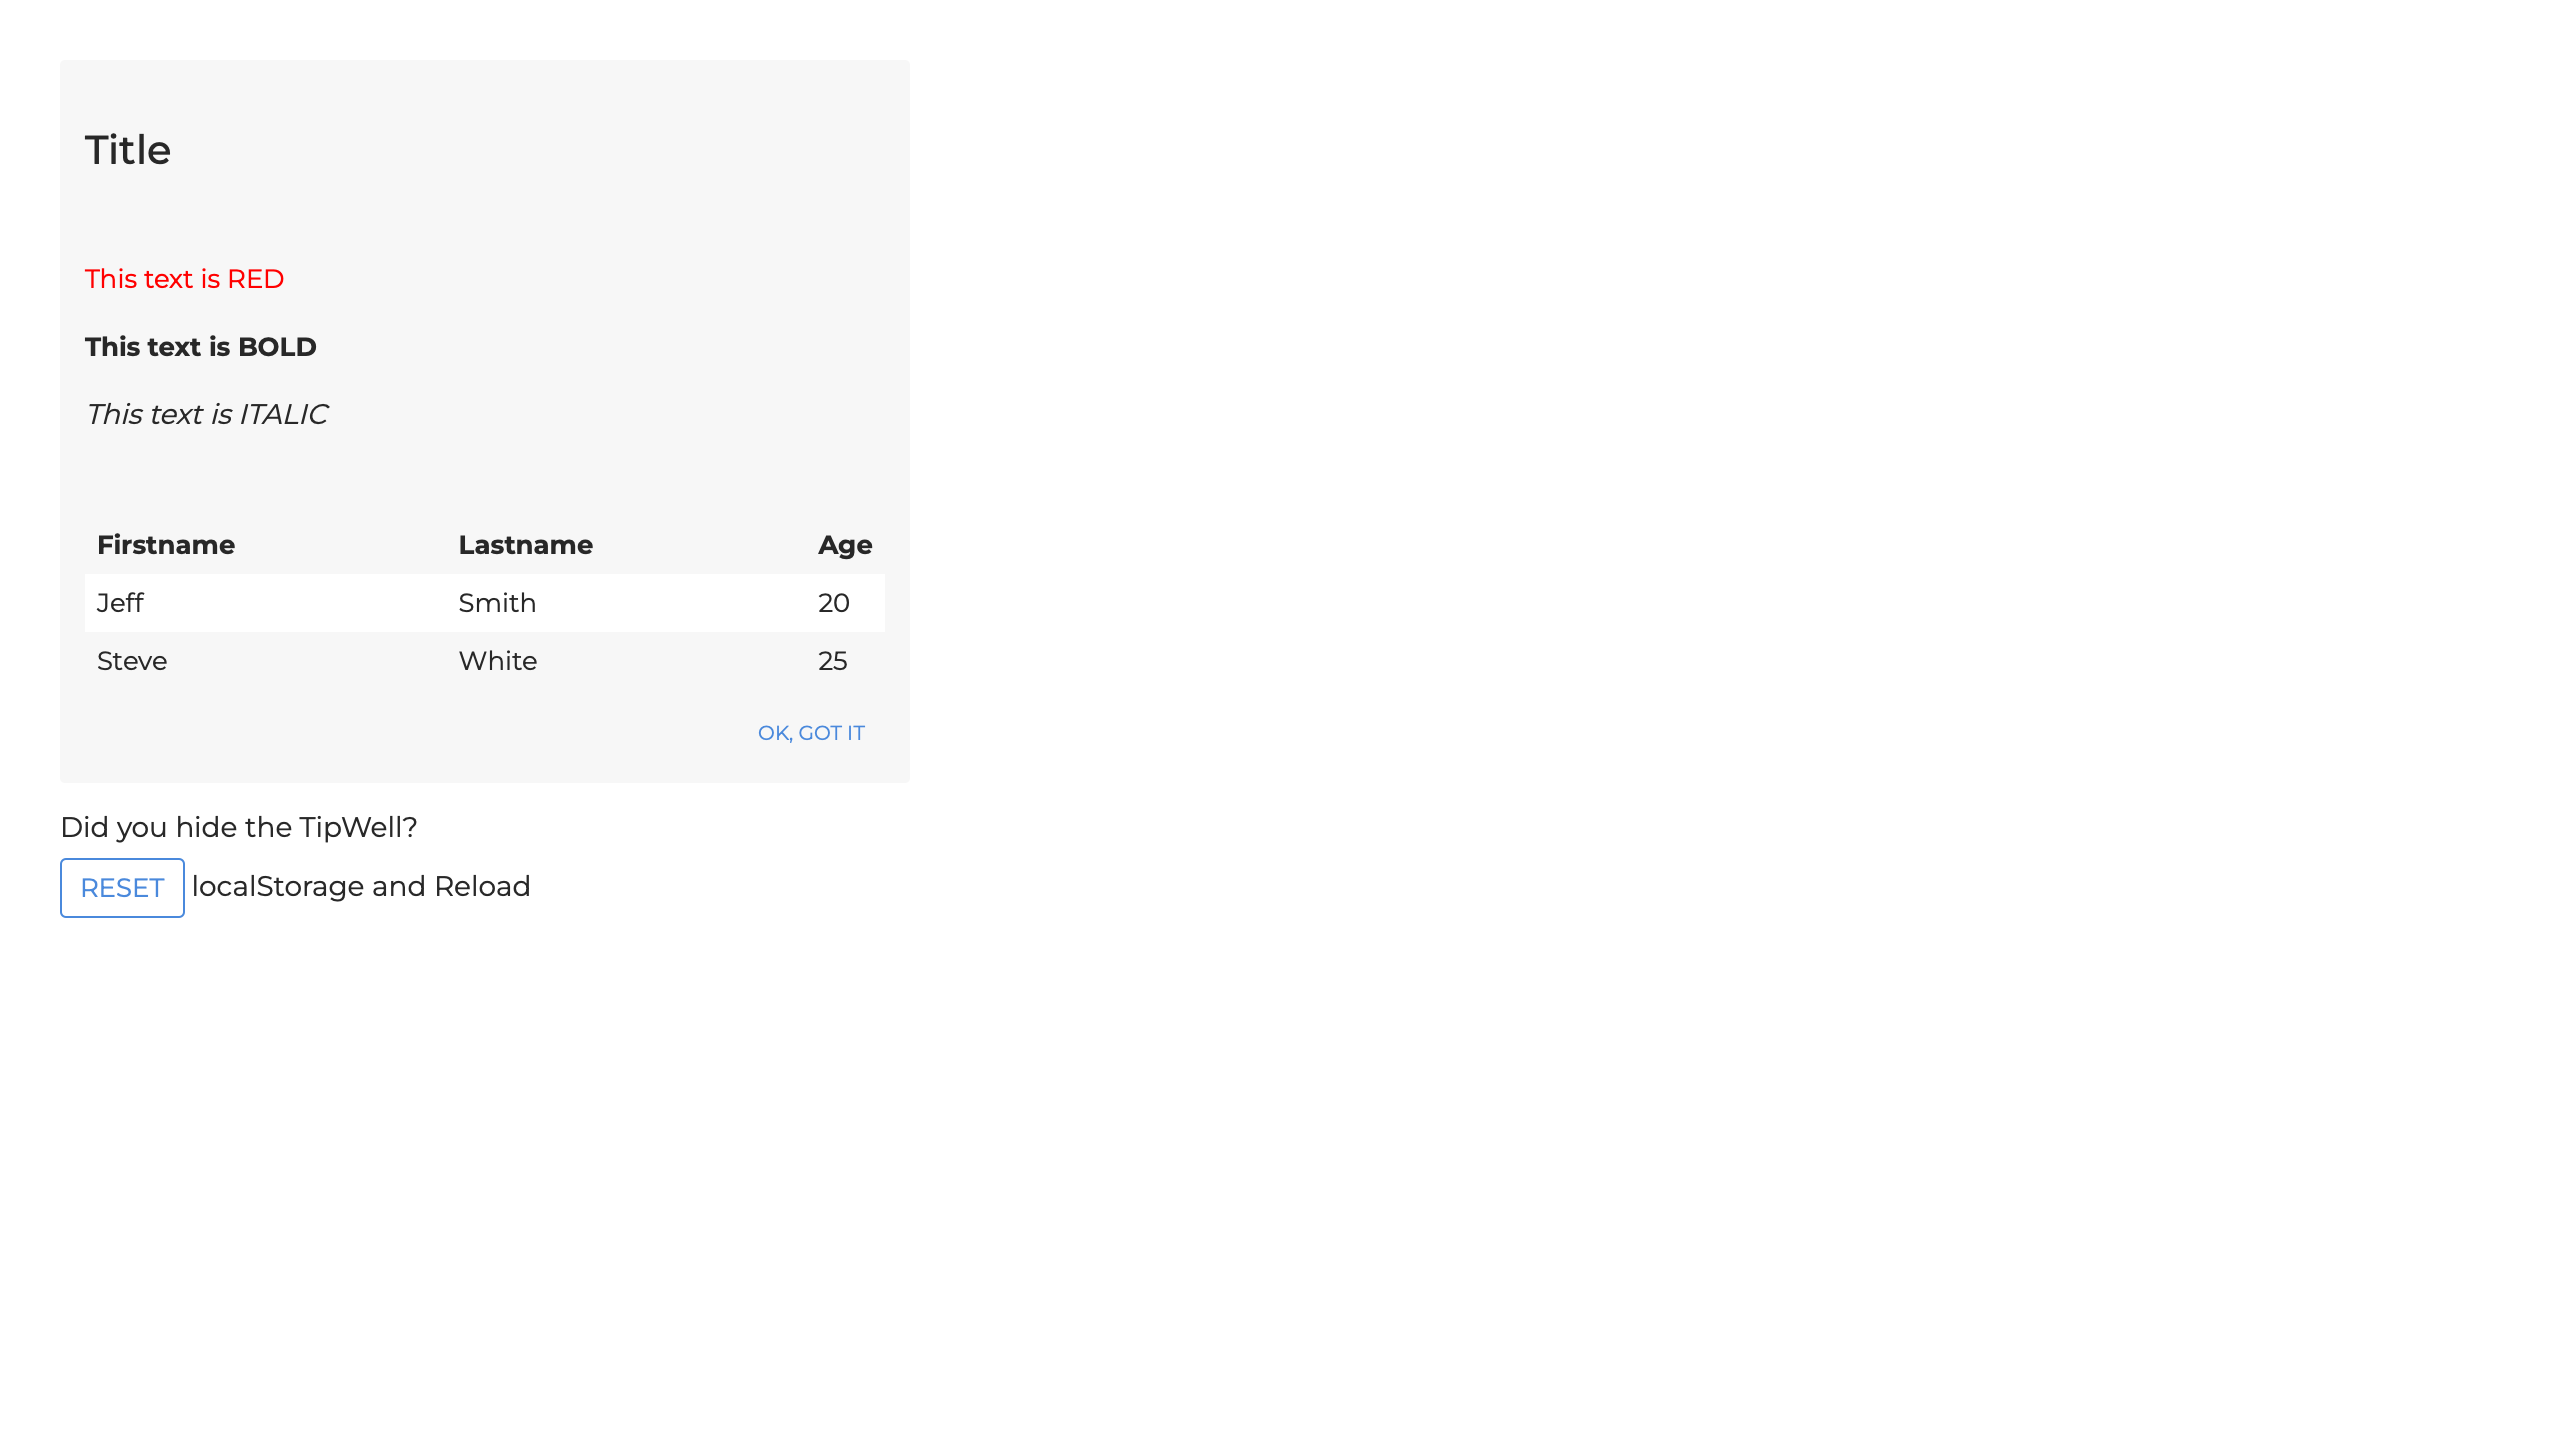 Title
This text is RED
This text is BOLD
This text is ITALIC
Firstname Lastname Age
Jeff Smith 20
Steve White 25
OK, GOT IT
Did you hide the TipWell?
RESET localStorage and Reload